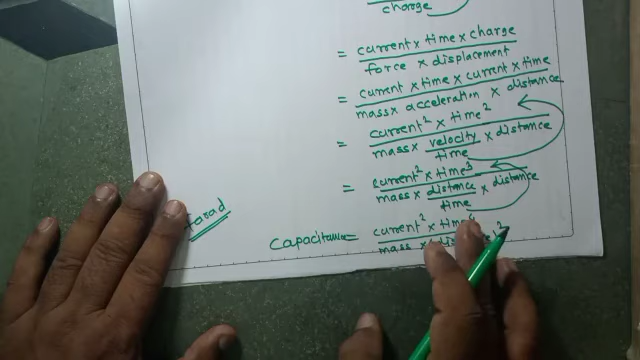 charge
= current × time × charge
force × displacement
= current × time × current × time
mass × acceleration × distance
= current² × time²
mass × velocity × distance
time
= current² × time³
mass × distance × distance
time
farad
Capacitance = current² × time⁴
mass ×